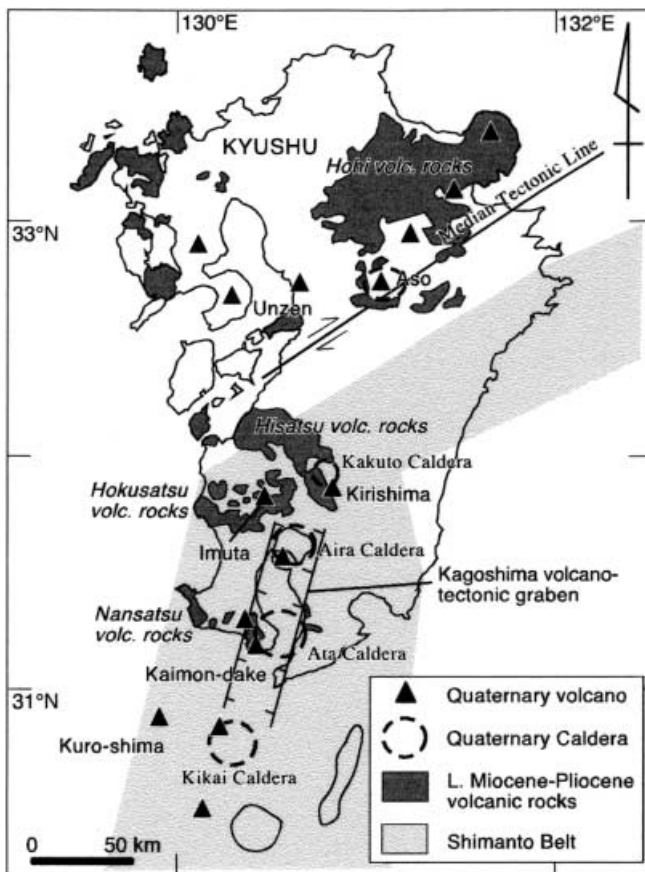 130°E
132°E
KYUSHU
Hohi volc. rocks
Median Tectonic Line
33°N
Aso
Unzen
Hisatsu volc. rocks
Kakuto Caldera
Hokusatsu
volc. rocks
Kirishima
Imuta
Aira Caldera
Kagoshima volcano-
tectonic graben
Nansatsu
volc. rocks
Ata Caldera
Kaimon-dake
31°N
Kuro-shima
Kikai Caldera
Quaternary volcano
Quaternary Caldera
L. Miocene-Pliocene
volcanic rocks
Shimanto Belt
0 50 km